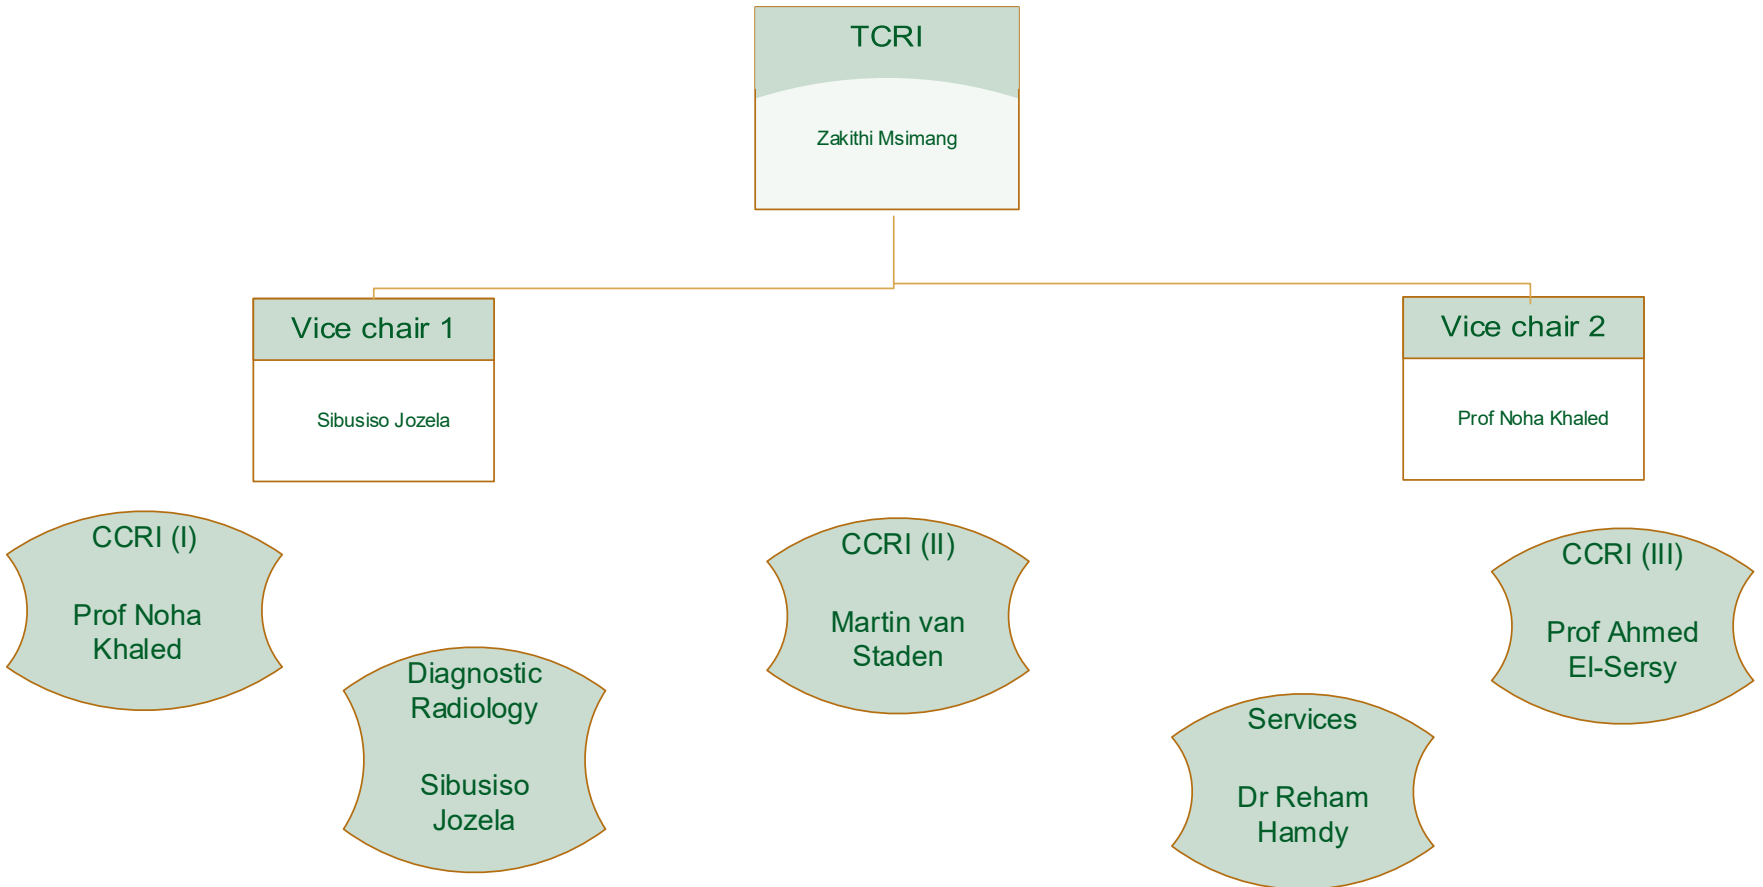 TCRI
Zakithi Msimang
Vice chair 1
Sibusiso Jozela
Vice chair 2
Prof Noha Khaled
CCRI (I)
Prof Noha
Khaled
Diagnostic
Radiology
Sibusiso
Jozela
CCRI (II)
Martin van
Staden
Services
Dr Reham
Hamdy
CCRI (III)
Prof Ahmed
El-Sersy